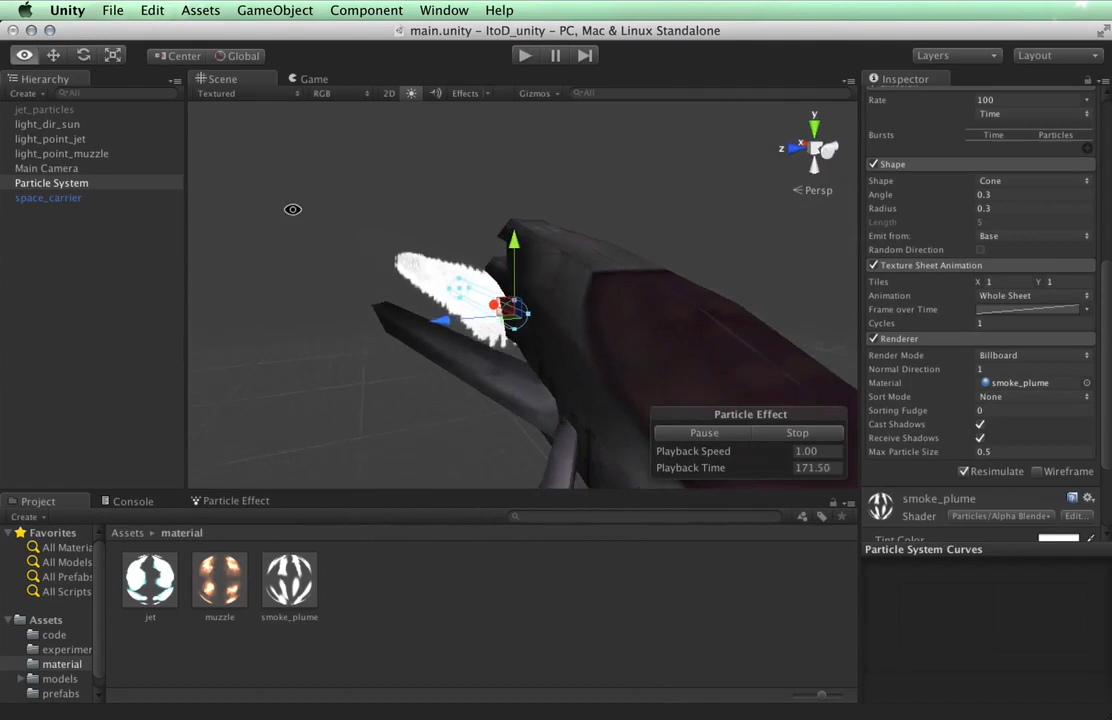 Unity File Edit Assets GameObject Component Window Help
main.unity – ItoD_unity – PC, Mac & Linux Standalone
Center Global Layers Layout
Hierarchy Scene Game Inspector
Create All Textured RGB 2D Effects Gizmos All
Rate 100
jet_particles
Time
light_dir_sun
light_point_jet
light_point_muzzle
Main Camera
Particle System
space_carrier
y
x
z
Persp
Bursts Time Particles
Shape
Shape Cone
Angle 0.3
Radius 0.3
Length 5
Emit from: Base
Random Direction
Texture Sheet Animation
Tiles X 1 Y 1
Animation Whole Sheet
Frame over Time
Cycles 1
Renderer
Render Mode Billboard
Normal Direction 1
Material smoke_plume
Sort Mode None
Sorting Fudge 0
Cast Shadows
Receive Shadows
Max Particle Size 0.5
Particle Effect
Pause Stop
Playback Speed 1.00
Playback Time 171.50
Resimulate Wireframe
smoke_plume
Shader Particles/Alpha Blende Edit...
Tint Color
Particle System Curves
Project Console Particle Effect
Create
Favorites
All Materia
All Models
All Prefabs
All Scripts
Assets
code
experimer
material
models
prefabs
Assets material
jet muzzle smoke_plume